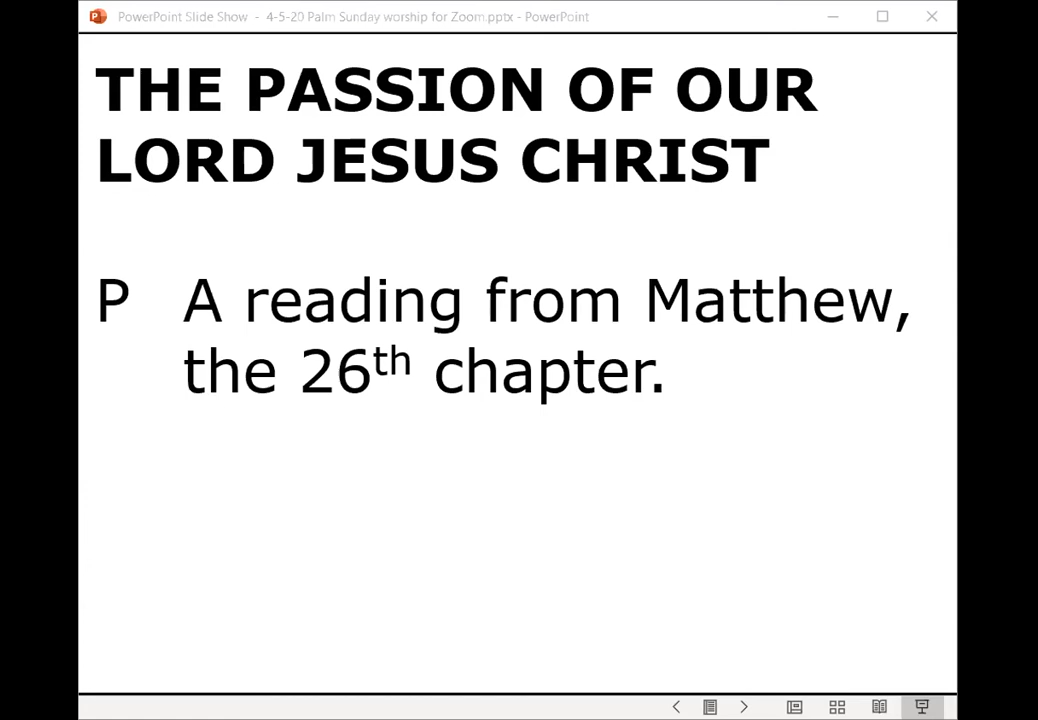 PowerPoint Slide Show - 4-5-20 Palm Sunday worship for Zoom.pptx - PowerPoint
THE PASSION OF OUR
LORD JESUS CHRIST
P A reading from Matthew,
the 26th chapter.